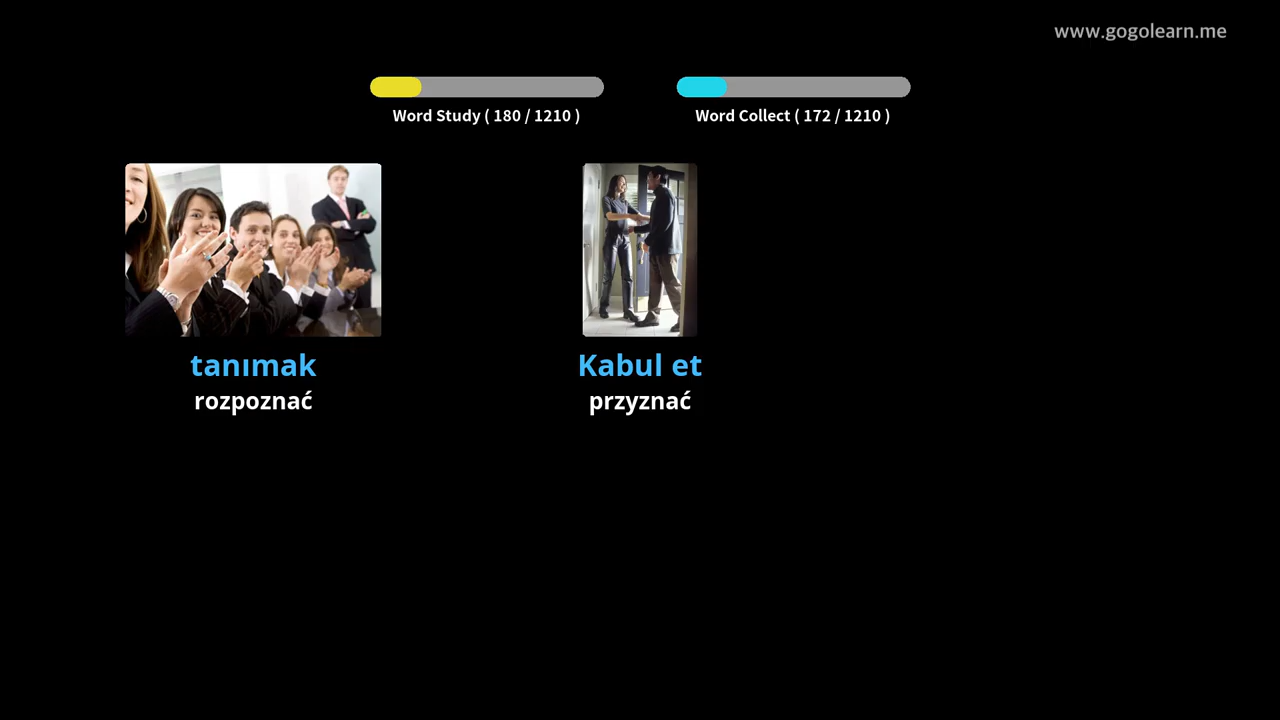 www.gogolearn.me
Word Study ( 180 / 1210 )
Word Collect ( 172 / 1210 )
tanımak
rozpoznać
Kabul et
przyznać